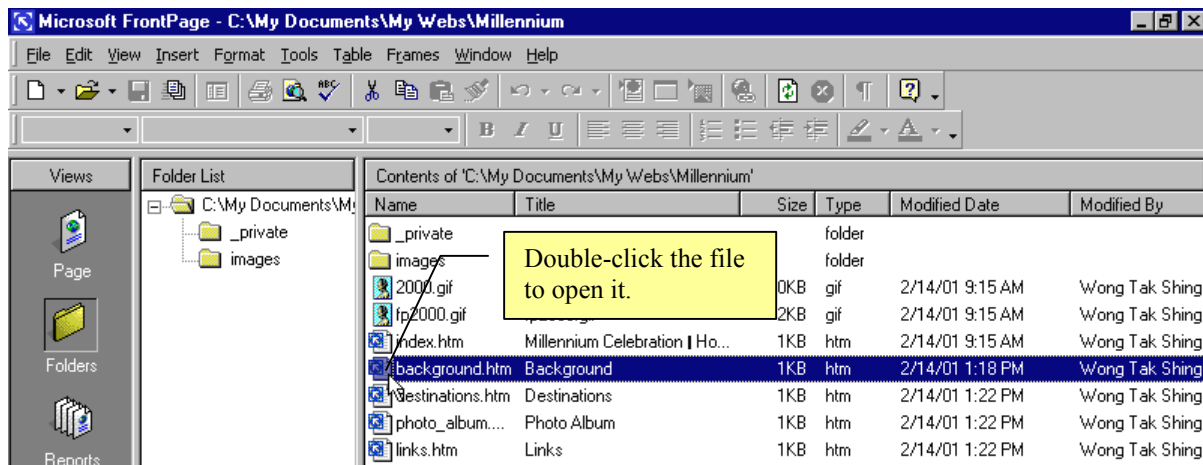 Microsoft FrontPage - C:\My Documents\My Webs\Millennium
File Edit View Insert Format Tools Table Frames Window Help
Views Folder List Contents of 'C:\My Documents\My Webs\Millennium'
C:\My Documents\My Name Title Size Type Modified Date Modified By
_private _private folder
images images folder
Page
Double-click the file
to open it.
2000.gif 0KB gif 2/14/01 9:15 AM Wong Tak Shing
fp2000.gif 2KB gif 2/14/01 9:15 AM Wong Tak Shing
index.htm Millennium Celebration | Ho... 1KB htm 2/14/01 9:15 AM Wong Tak Shing
Folders background.htm Background 1KB htm 2/14/01 1:18 PM Wong Tak Shing
destinations.htm Destinations 1KB htm 2/14/01 1:22 PM Wong Tak Shing
photo_album.... Photo Album 1KB htm 2/14/01 1:22 PM Wong Tak Shing
links.htm Links 1KB htm 2/14/01 1:22 PM Wong Tak Shing
Reports